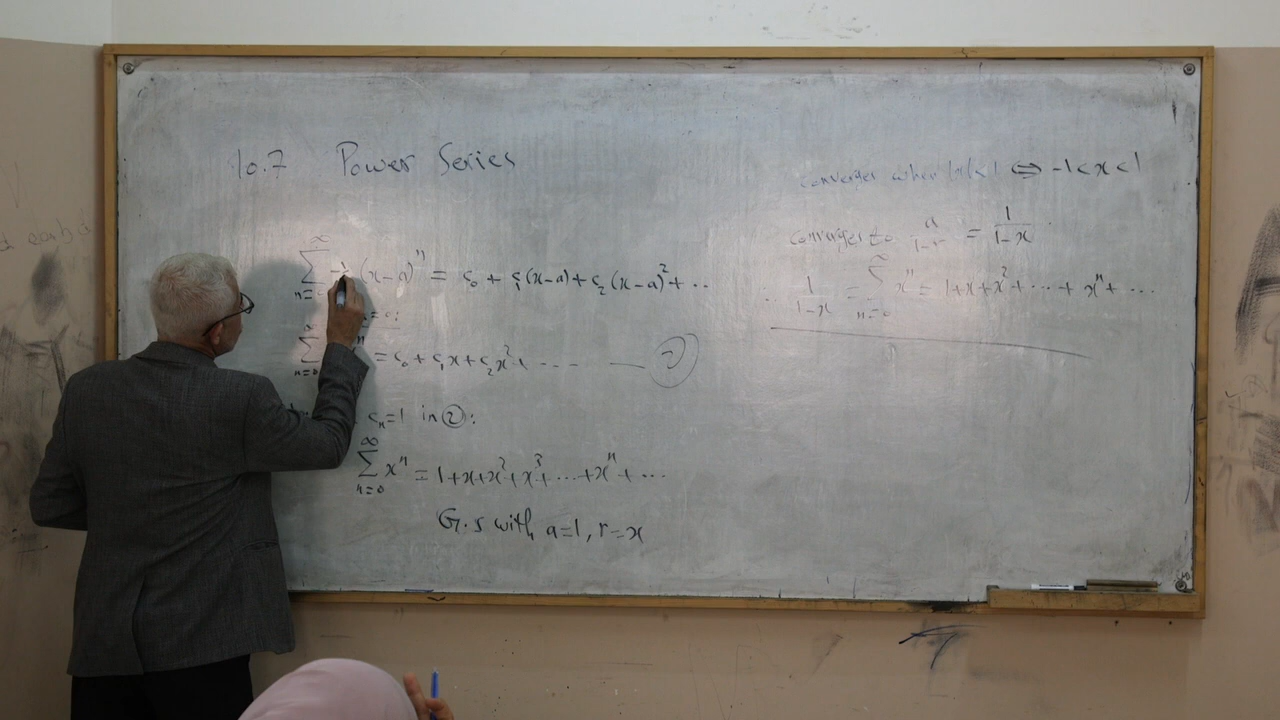 10.7 Power Series
∑ n= ∞ (x-a)ⁿ = c₀ + c₁(x-a) + c₂(x-a)² + ...
=0:
∑ n=0 ∞ ⁿ = c₀ + c₁x + c₂x² + ... — ②
cₙ=1 in ②:
∑ n=0 ∞ xⁿ = 1+x+x²+x³+...+xⁿ+...
G.s with a=1, r=x
converges when |x|<1 ⇔ -1<x<1
converges to a/(1-r) = 1/(1-x)
1/(1-x) = ∑ n=0 ∞ xⁿ = 1+x+x²+...+xⁿ+...